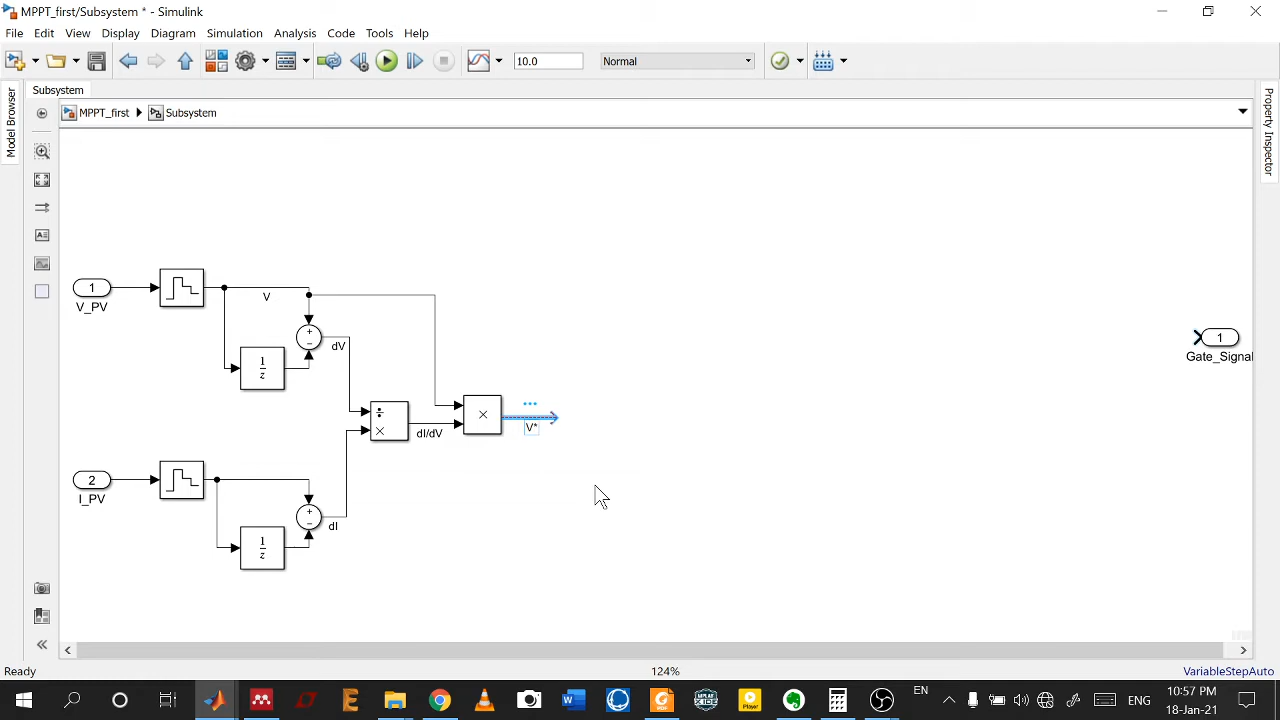 MPPT_first/Subsystem * - Simulink
File Edit View Display Diagram Simulation Analysis Code Tools Help
10.0 Normal
Subsystem
MPPT_first Subsystem
Model Browser
Property Inspector
1
V_PV
V
1
z
+
−
dV
÷
×
dI/dV
×
V*
1
Gate_Signal
2
I_PV
1
z
+
−
dI
Ready 124% VariableStepAuto
EN ENG 10:57 PM
18-Jan-21